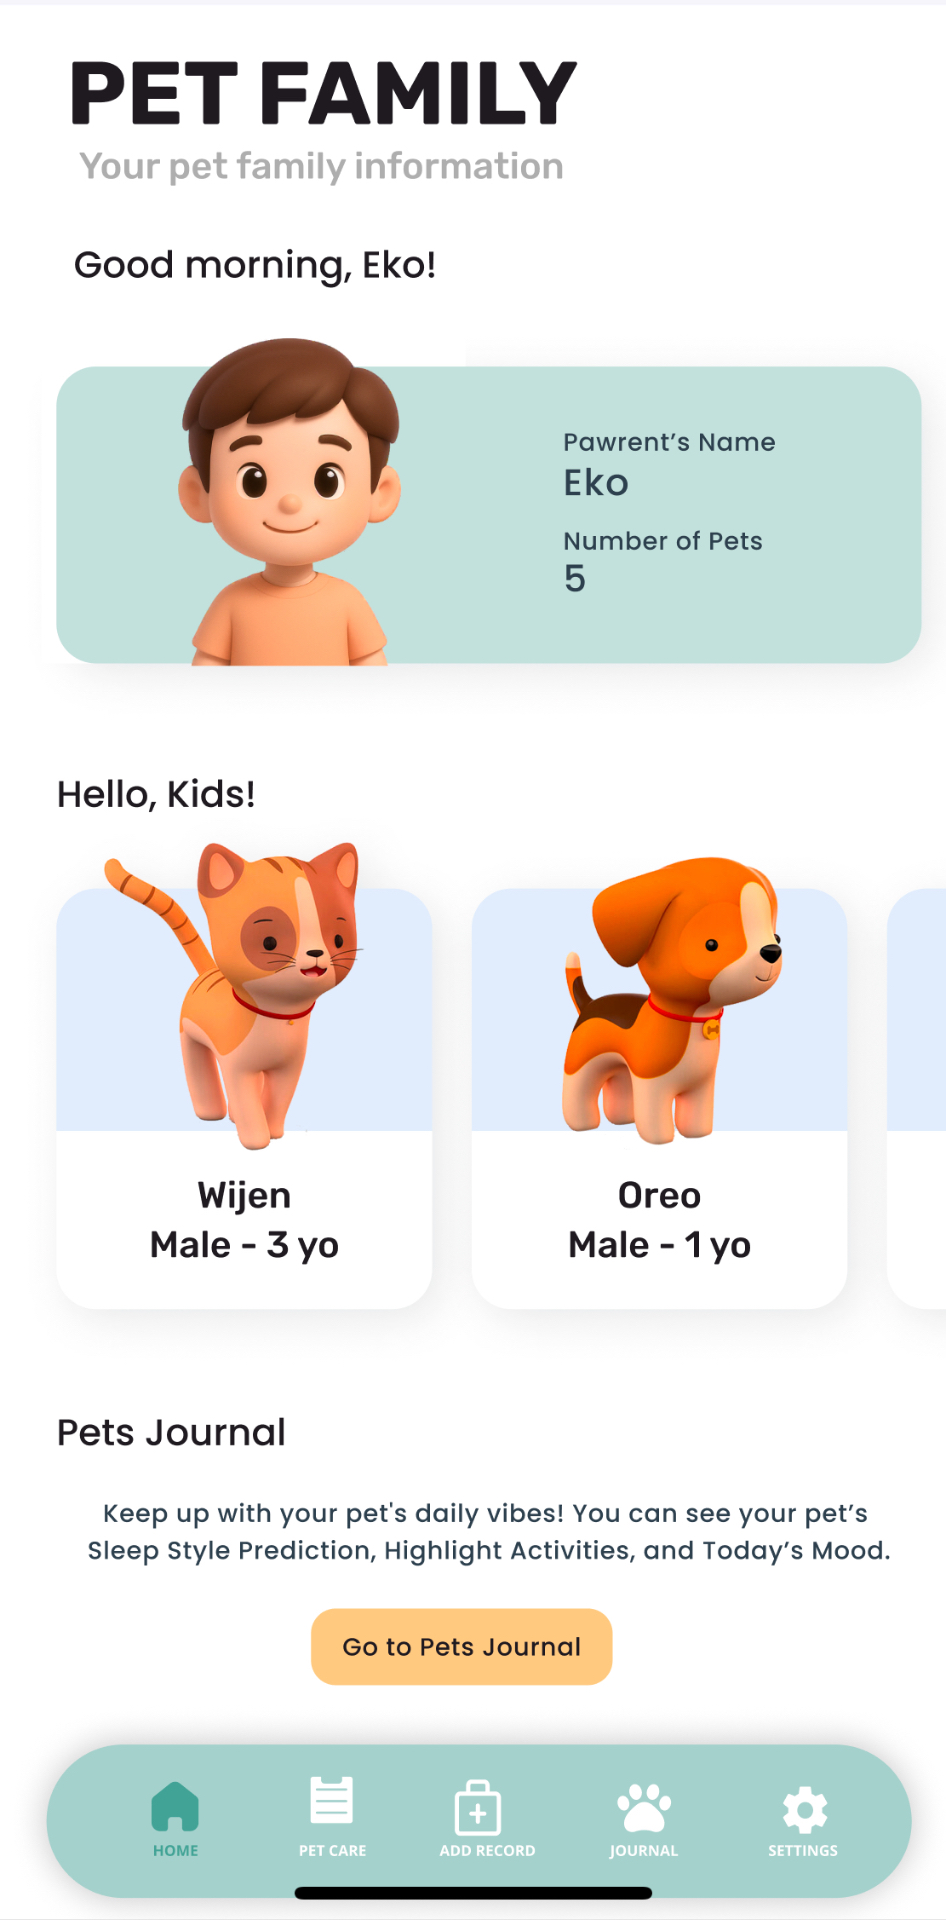 PET FAMILY
Your pet family information
Good morning, Eko!
Pawrent’s Name
Eko
Number of Pets
5
Hello, Kids!
Wijen
Male - 3 yo
Oreo
Male - 1 yo
Pets Journal
Keep up with your pet's daily vibes! You can see your pet’s
Sleep Style Prediction, Highlight Activities, and Today’s Mood.
Go to Pets Journal
HOME
PET CARE
ADD RECORD
JOURNAL
SETTINGS